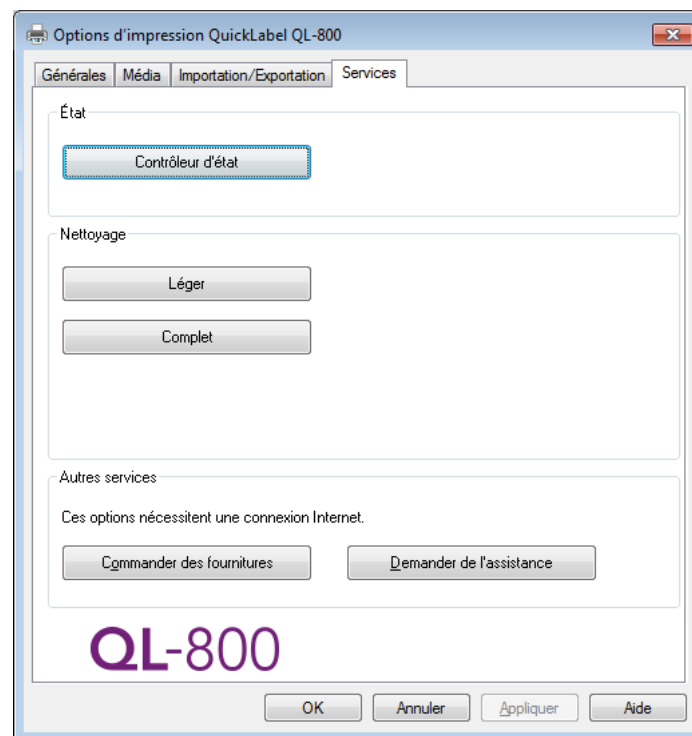 Options d'impression QuickLabel QL-800
Générales Média Importation/Exportation Services
État
Contrôleur d'état
Nettoyage
Léger
Complet
Autres services
Ces options nécessitent une connexion Internet.
Commander des fournitures Demander de l'assistance
QL-800
OK Annuler Appliquer Aide